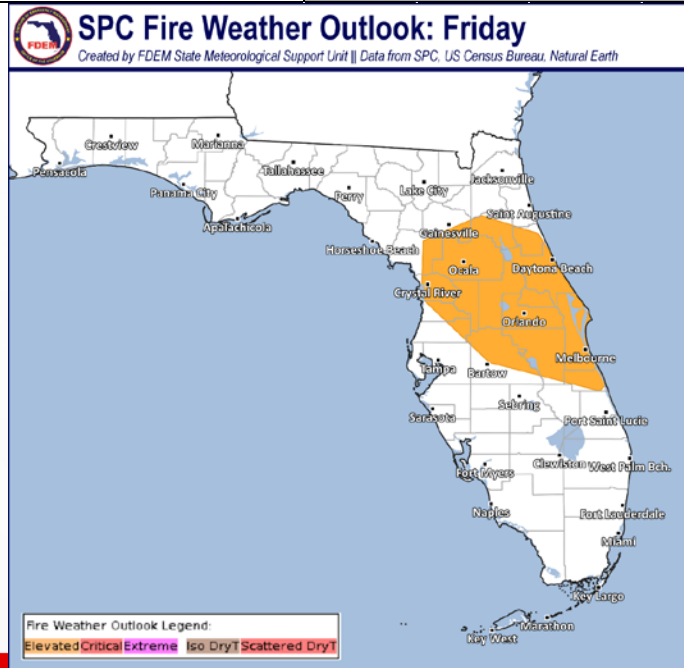 SPC Fire Weather Outlook: Friday
Created by FDEM State Meteorological Support Unit || Data from SPC, US Census Bureau, Natural Earth
FDEM
Crestview
Marianna
Pensacola
Tallahassee
Jacksonville
Panama City
Perry
Lake City
Apalachicola
Saint Augustine
Gainesville
Horseshoe Beach
Ocala
Daytona Beach
Crystal River
Orlando
Melbourne
Tampa
Bartow
Sebring
Sarasota
Port Saint Lucie
Clewiston
West Palm Bch.
Fort Myers
Naples
Fort Lauderdale
Miami
Key Largo
Marathon
Key West
Fire Weather Outlook Legend:
Elevated Critical Extreme Iso DryT Scattered DryT